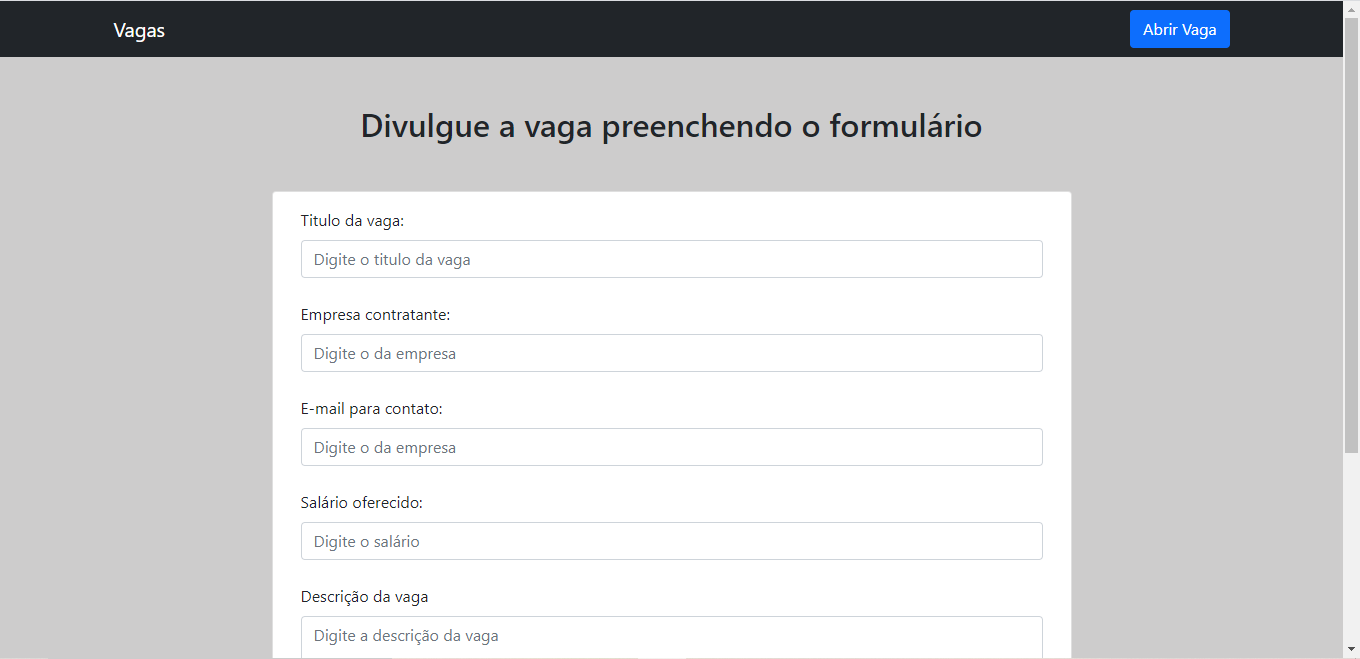 Vagas
Abrir Vaga
Divulgue a vaga preenchendo o formulário
Titulo da vaga:
Digite o titulo da vaga
Empresa contratante:
Digite o da empresa
E-mail para contato:
Digite o da empresa
Salário oferecido:
Digite o salário
Descrição da vaga
Digite a descrição da vaga